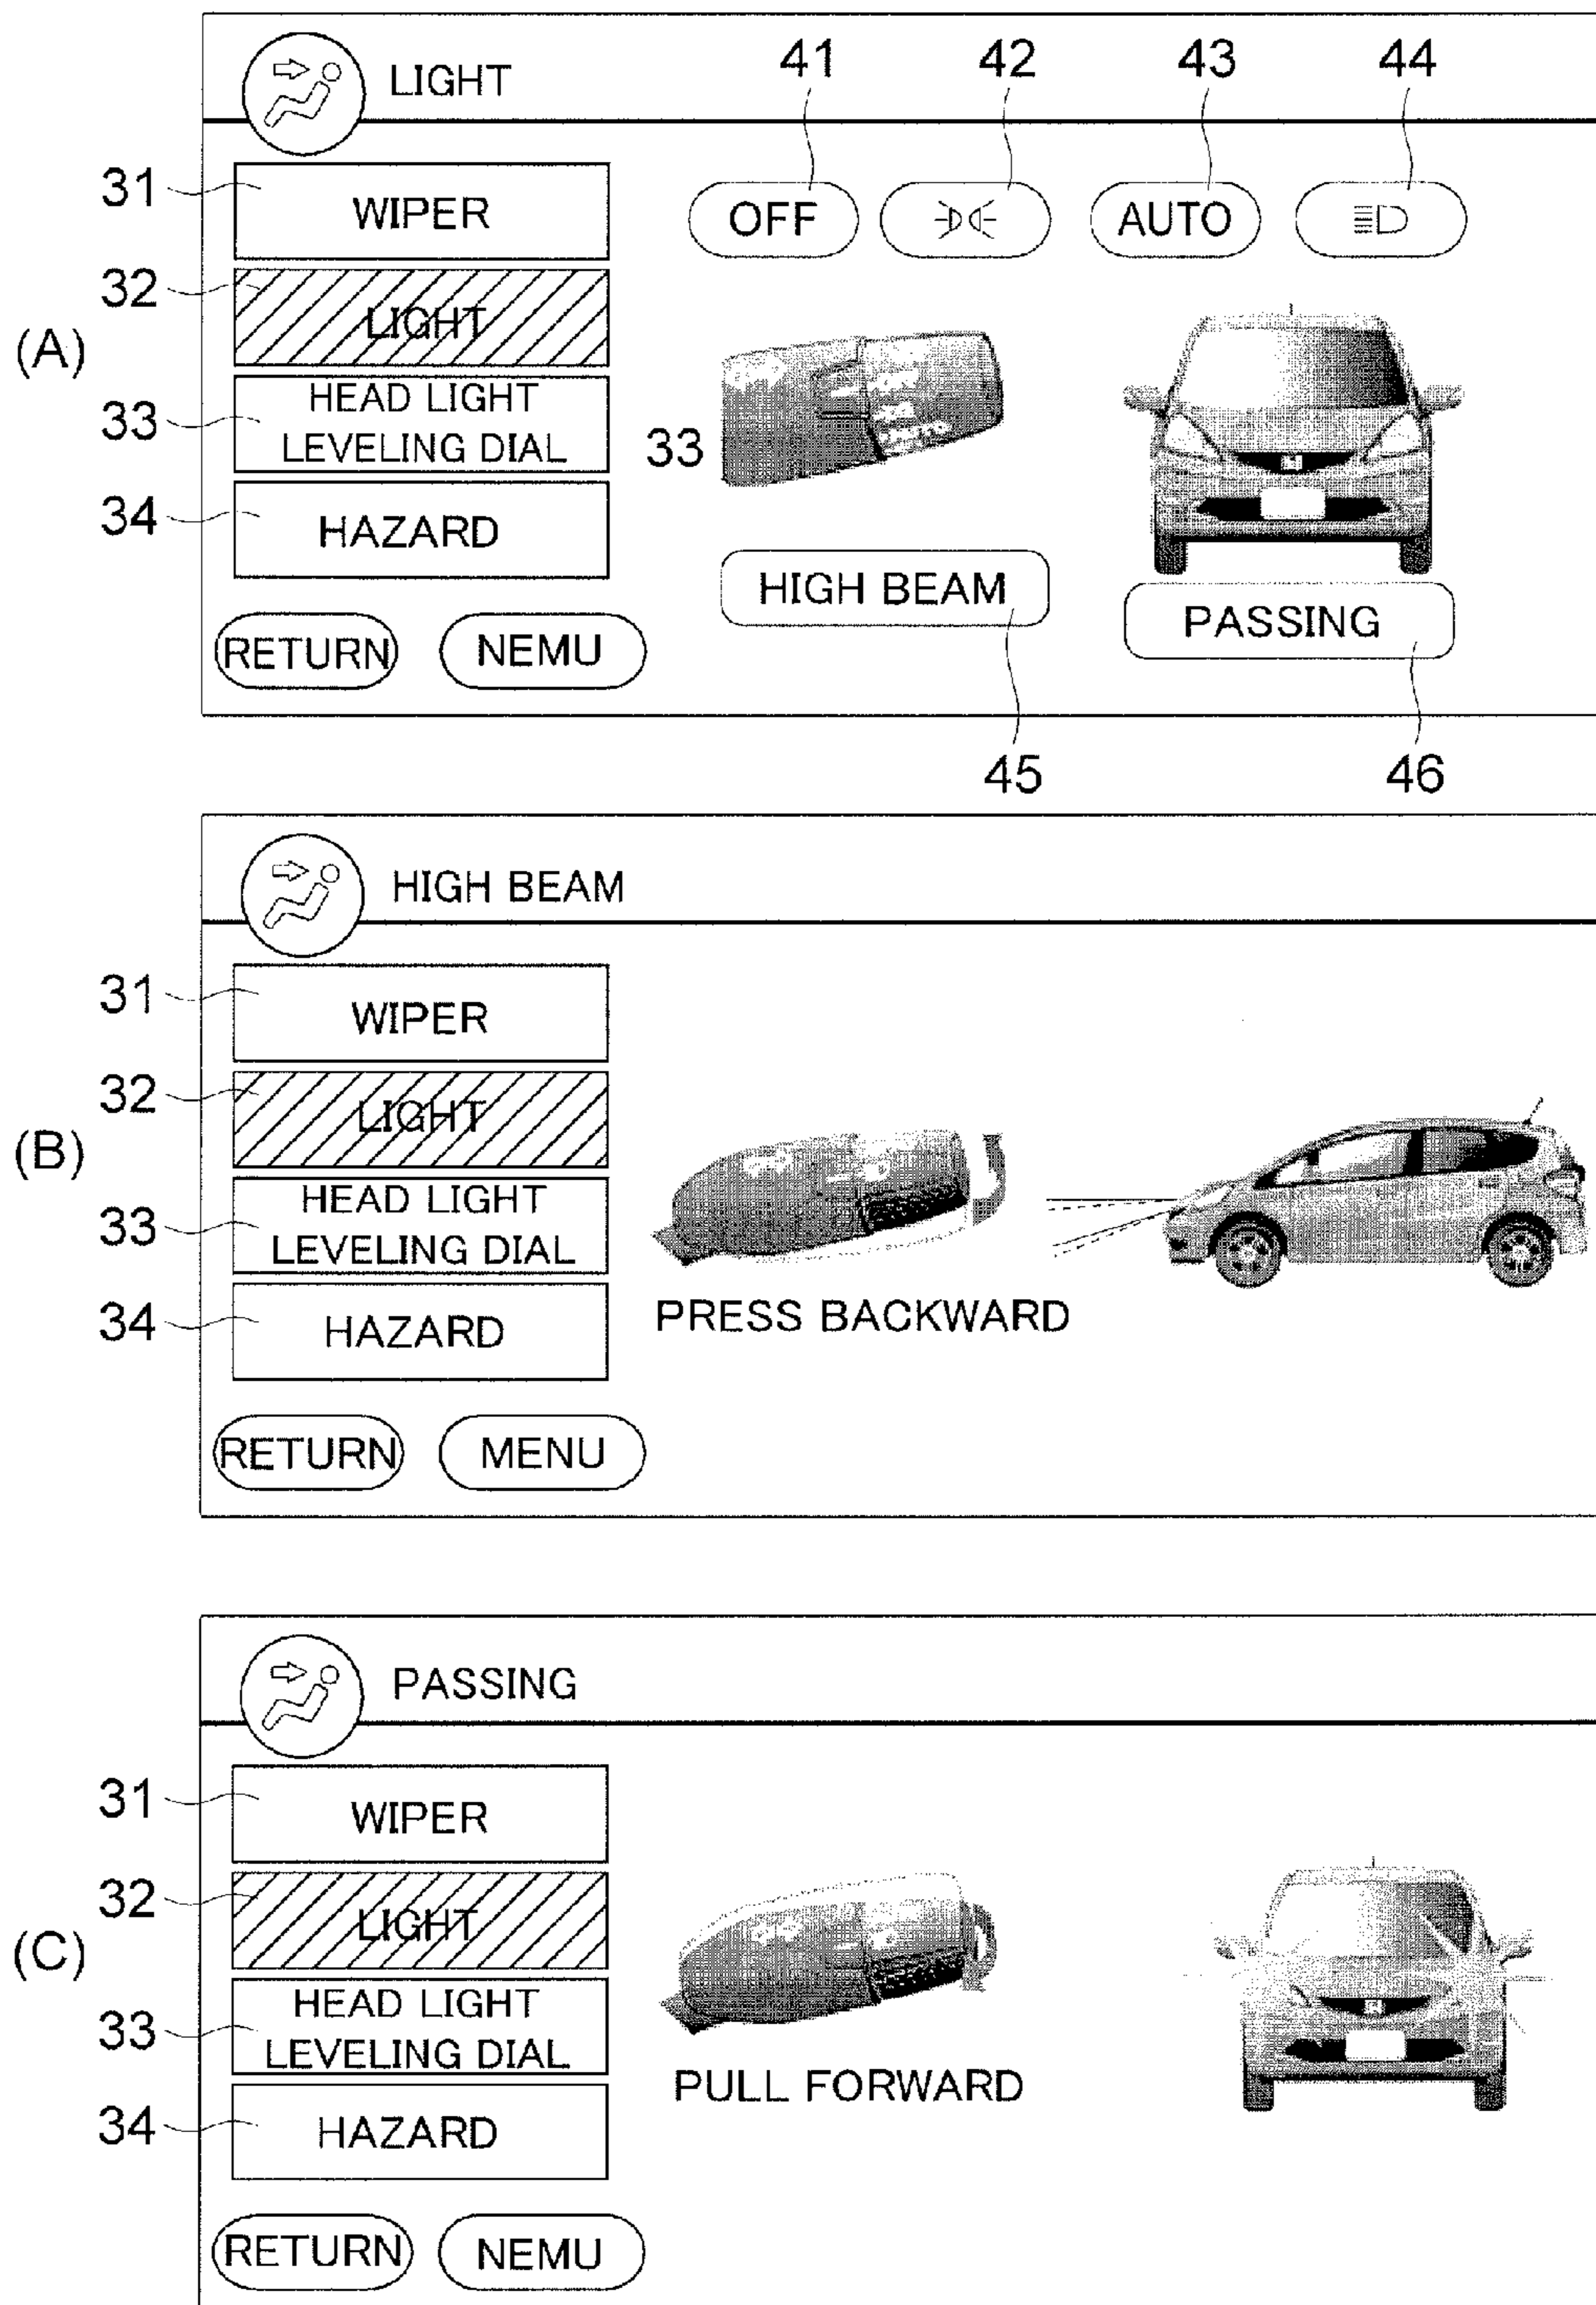 41 42 43 44
LIGHT
31 WIPER OFF AUTO
32 LIGHT
(A)
33 HEAD LIGHT
LEVELING DIAL 33
34 HAZARD
HIGH BEAM PASSING
RETURN NEMU
45 46
HIGH BEAM
31 WIPER
32 LIGHT
(B)
33 HEAD LIGHT
LEVELING DIAL
34 HAZARD
PRESS BACKWARD
RETURN MENU
PASSING
31 WIPER
32 LIGHT
(C)
33 HEAD LIGHT
LEVELING DIAL
34 HAZARD
PULL FORWARD
RETURN NEMU